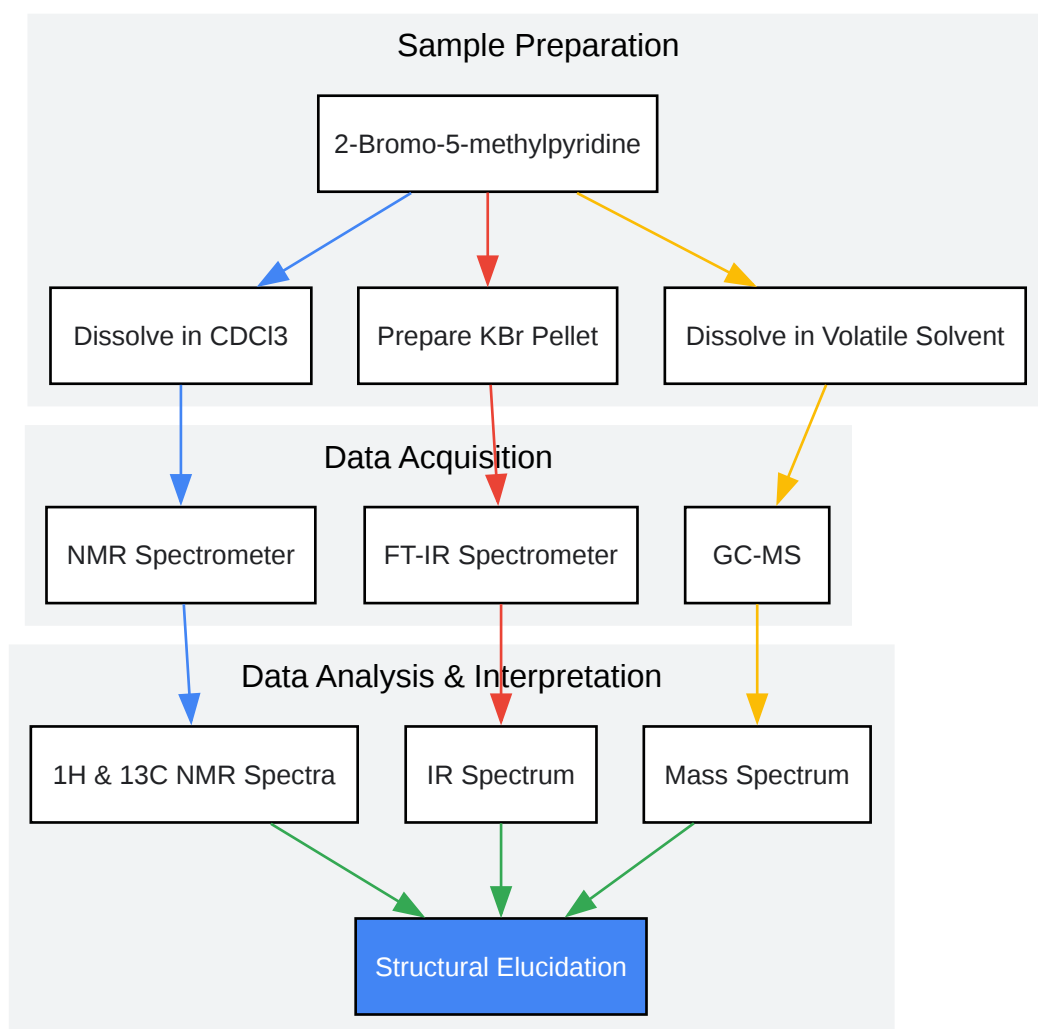 Sample Preparation
2-Bromo-5-methylpyridine
Dissolve in CDCl3
Prepare KBr Pellet
Dissolve in Volatile Solvent
Data Acquisition
NMR Spectrometer
FT-IR Spectrometer
GC-MS
Data Analysis & Interpretation
1H & 13C NMR Spectra
IR Spectrum
Mass Spectrum
Structural Elucidation